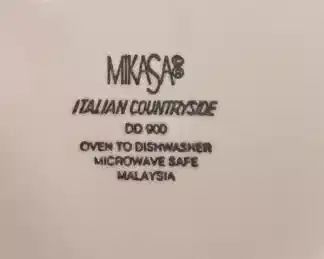 MIKASA
ITALIAN COUNTRYSIDE
DD 900
OVEN TO DISHWASHER
MICROWAVE SAFE
MALAYSIA